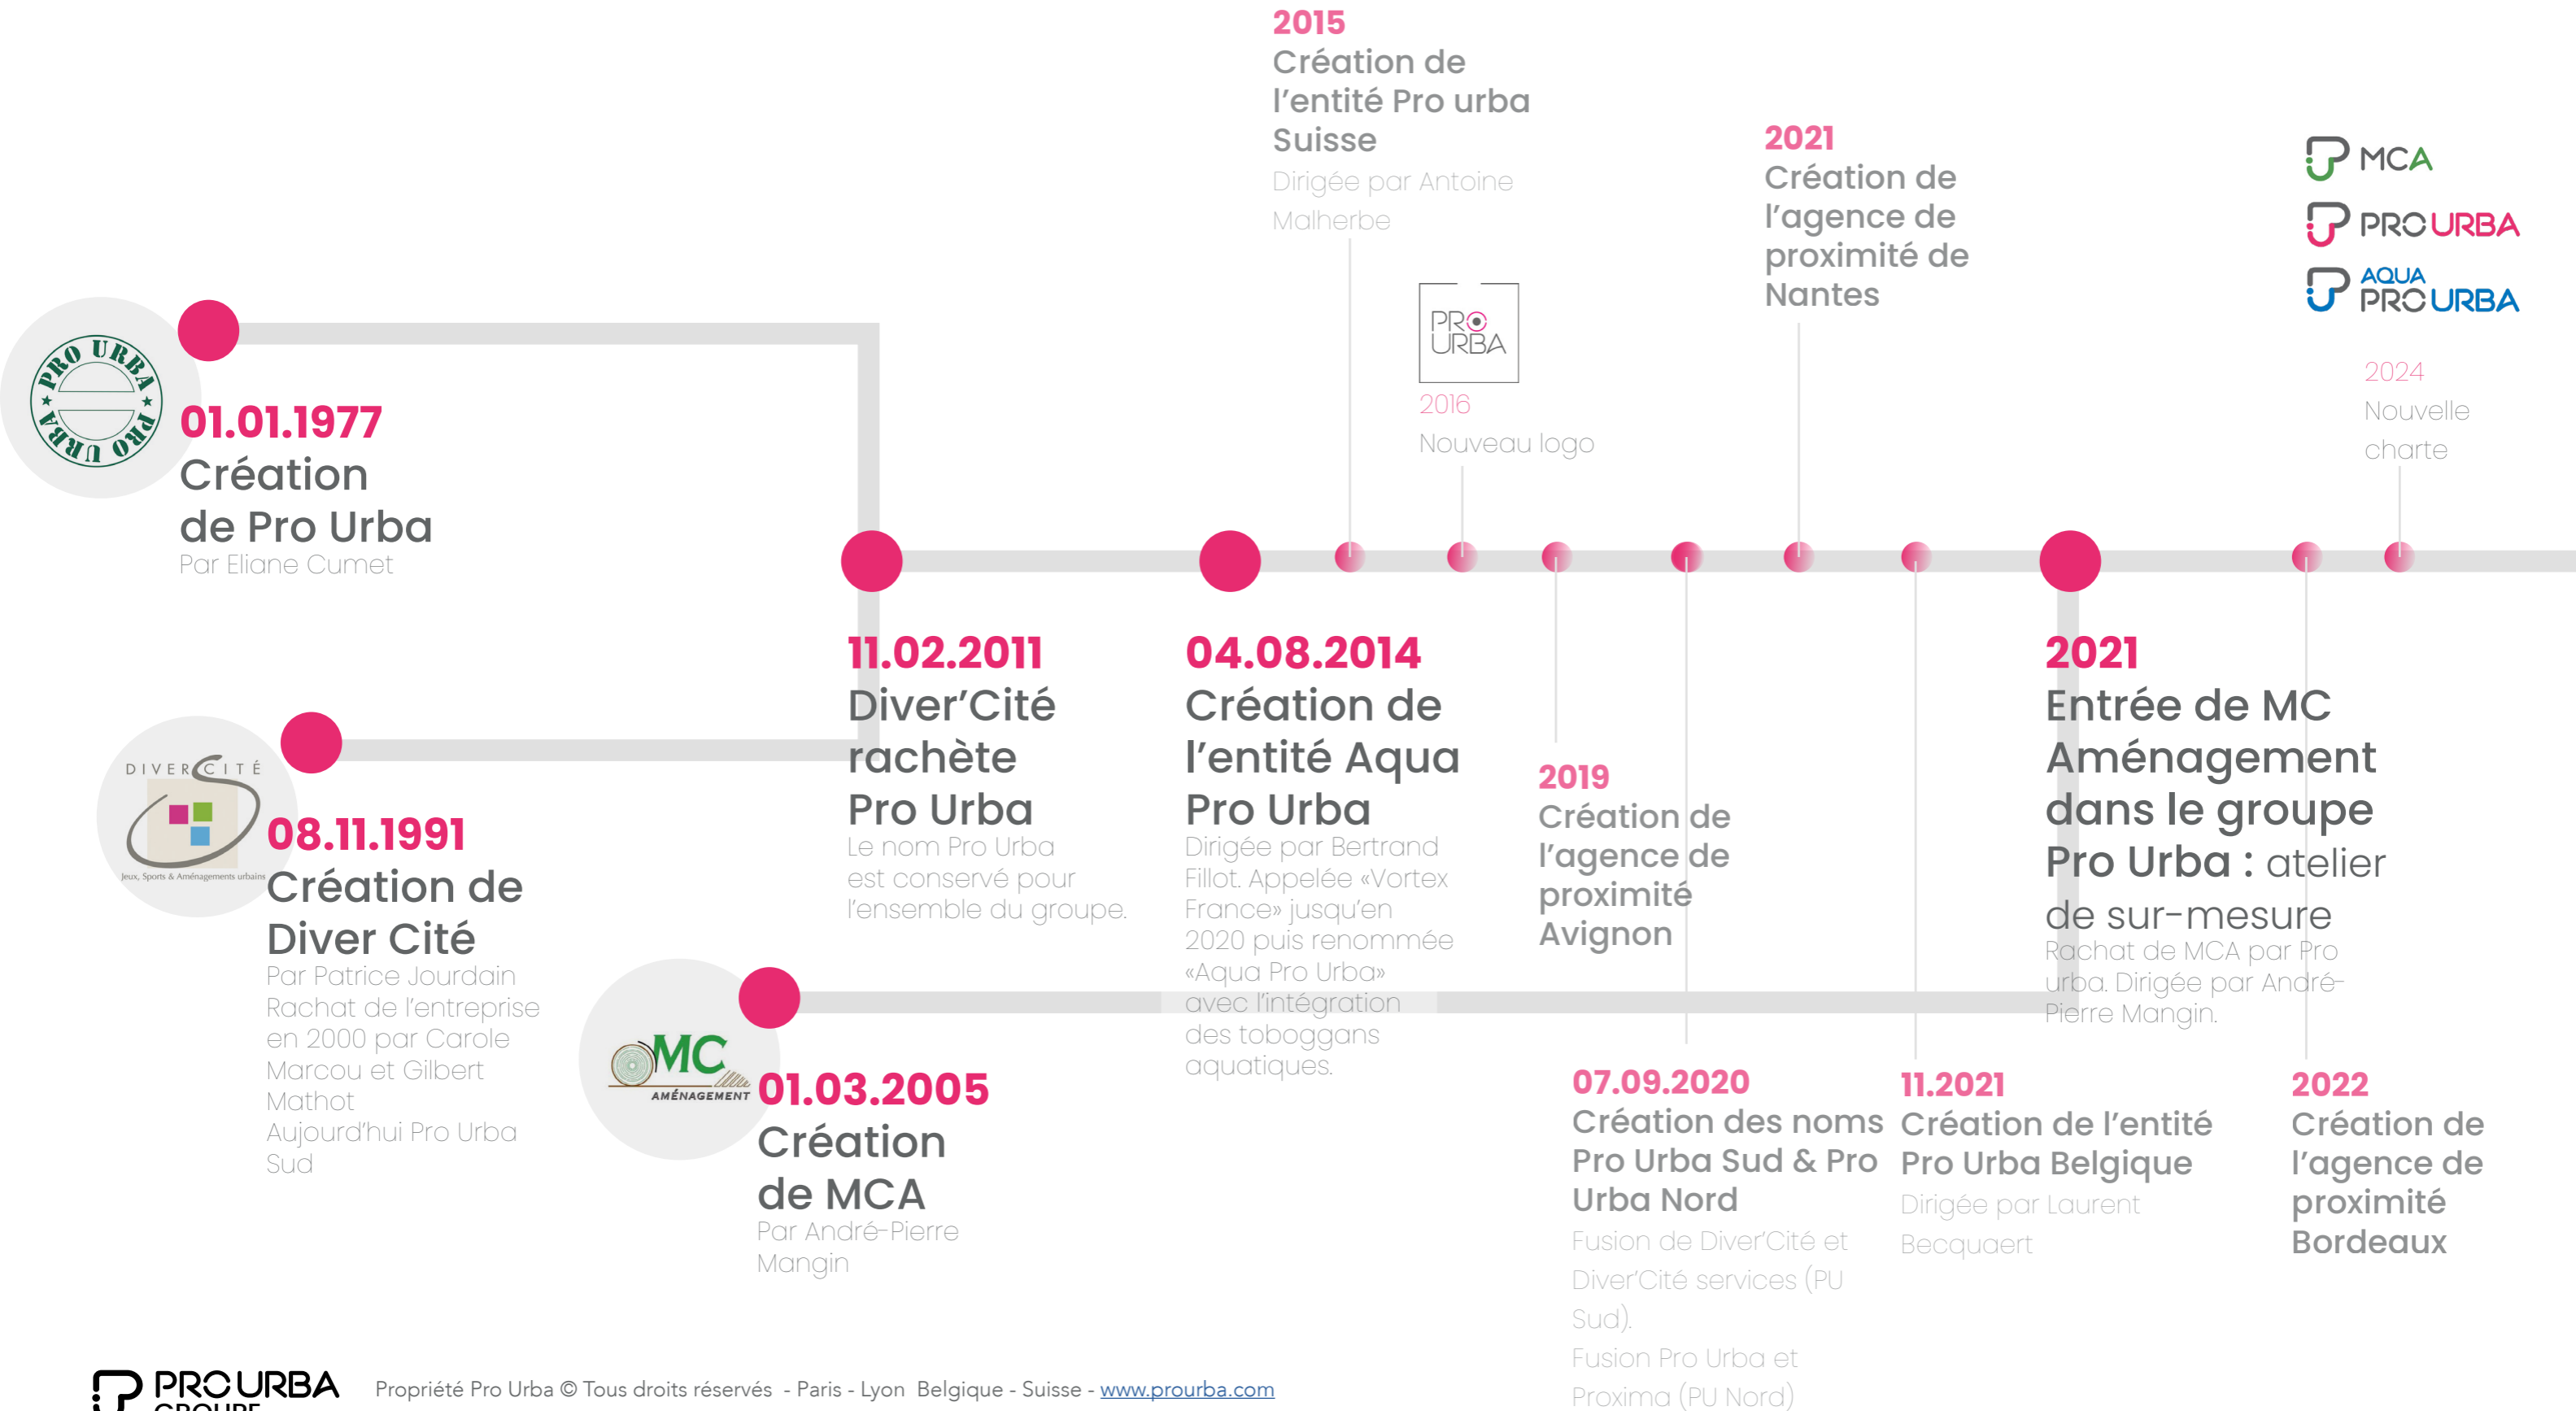 2015
Création de
l'entité Pro urba
Suisse
Dirigée par Antoine
Malherbe
2021
Création de
l'agence de
proximité de
Nantes
MCA
PRO URBA
AQUA
PRO URBA
PRO
URBA
2016
Nouveau logo
2024
Nouvelle
charte
PRO URBA ★ PRO URBA ★
01.01.1977
Création
de Pro Urba
Par Eliane Cumet
11.02.2011
Diver'Cité
rachète
Pro Urba
Le nom Pro Urba
est conservé pour
l'ensemble du groupe.
04.08.2014
Création de
l'entité Aqua
Pro Urba
Dirigée par Bertrand
Fillot. Appelée «Vortex
France» jusqu'en
2020 puis renommée
«Aqua Pro Urba»
avec l'intégration
des toboggans
aquatiques.
2019
Création de
l'agence de
proximité
Avignon
2021
Entrée de MC
Aménagement
dans le groupe
Pro Urba : atelier
de sur-mesure
Rachat de MCA par Pro
urba. Dirigée par André-
Pierre Mangin.
DIVERSCITÉ
Jeux, Sports & Aménagements urbains
08.11.1991
Création de
Diver Cité
Par Patrice Jourdain
Rachat de l'entreprise
en 2000 par Carole
Marcou et Gilbert
Mathot
Aujourd'hui Pro Urba
Sud
MC
AMÉNAGEMENT
01.03.2005
Création
de MCA
Par André-Pierre
Mangin
07.09.2020
Création des noms
Pro Urba Sud & Pro
Urba Nord
Fusion de Diver'Cité et
Diver'Cité services (PU
Sud).
Fusion Pro Urba et
Proxima (PU Nord)
11.2021
Création de l'entité
Pro Urba Belgique
Dirigée par Laurent
Becquaert
2022
Création de
l'agence de
proximité
Bordeaux
PRO URBA
GROUPE
Propriété Pro Urba © Tous droits réservés - Paris - Lyon Belgique - Suisse - www.prourba.com